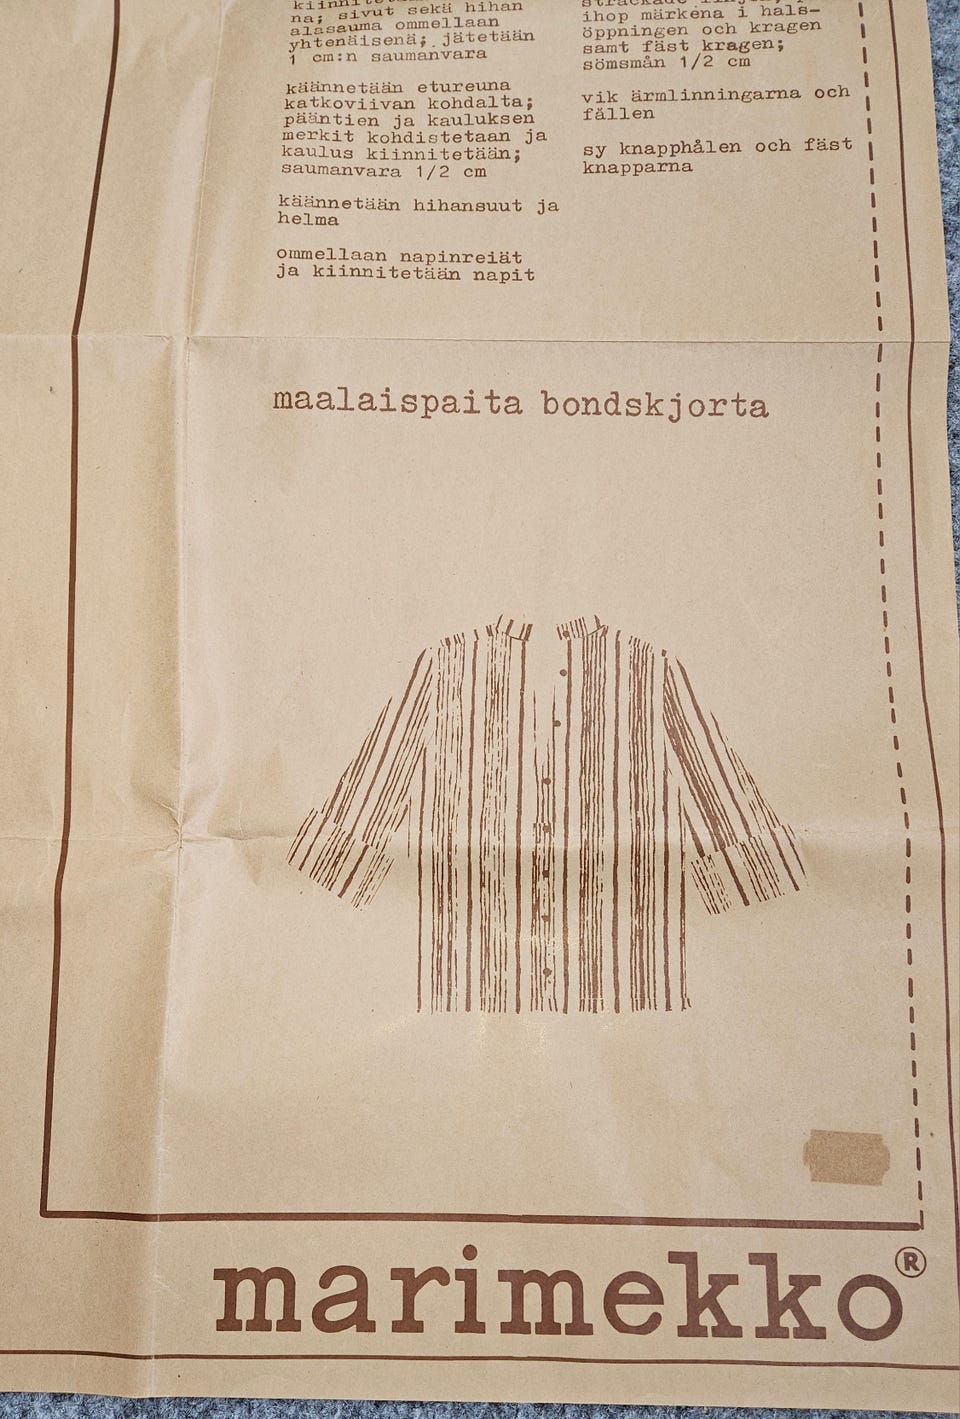 na; sivut sekä hihan
alasauma ommellaan
yhtenäisenä; jätetään
1 cm:n saumanvara
käännetään etureuna
katkoviivan kohdalta;
pääntien ja kauluksen
merkit kohdistetaan ja
kaulus kiinnitetään;
saumanvara 1/2 cm
käännetään hihansuut ja
helma
ommellaan napinreiät
ja kiinnitetään napit
ihop märkena i hals-
öppningen och kragen
samt fäst kragen;
sömsmån 1/2 cm
vik ärmlinningarna och
fållen
sy knapphålen och fäst
knapparna
maalaispaita bondskjorta
marimekko®